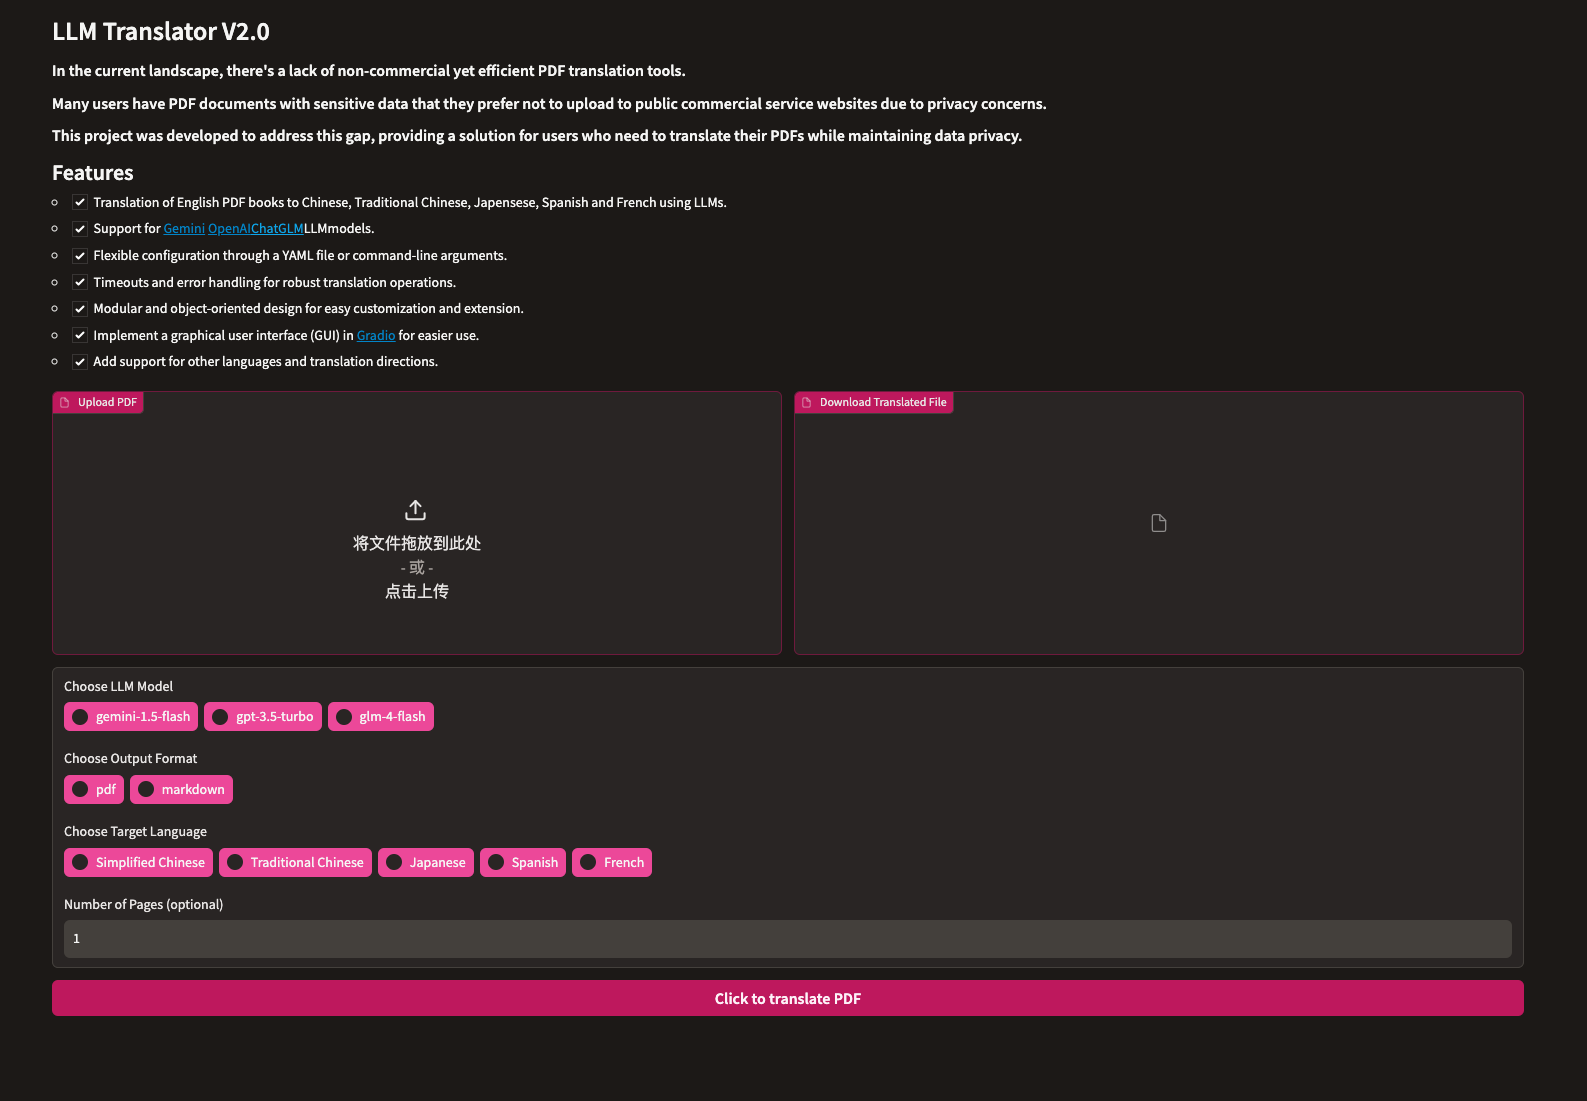 LLM Translator V2.0
In the current landscape, there's a lack of non-commercial yet efficient PDF translation tools.
Many users have PDF documents with sensitive data that they prefer not to upload to public commercial service websites due to privacy concerns.
This project was developed to address this gap, providing a solution for users who need to translate their PDFs while maintaining data privacy.
Features
Translation of English PDF books to Chinese, Traditional Chinese, Japensese, Spanish and French using LLMs.
Support for Gemini OpenAIChatGLMLLMmodels.
Flexible configuration through a YAML file or command-line arguments.
Timeouts and error handling for robust translation operations.
Modular and object-oriented design for easy customization and extension.
Implement a graphical user interface (GUI) in Gradio for easier use.
Add support for other languages and translation directions.
Upload PDF
将文件拖放到此处
- 或 -
点击上传
Download Translated File
Choose LLM Model
gemini-1.5-flash gpt-3.5-turbo glm-4-flash
Choose Output Format
pdf markdown
Choose Target Language
Simplified Chinese Traditional Chinese Japanese Spanish French
Number of Pages (optional)
1
Click to translate PDF